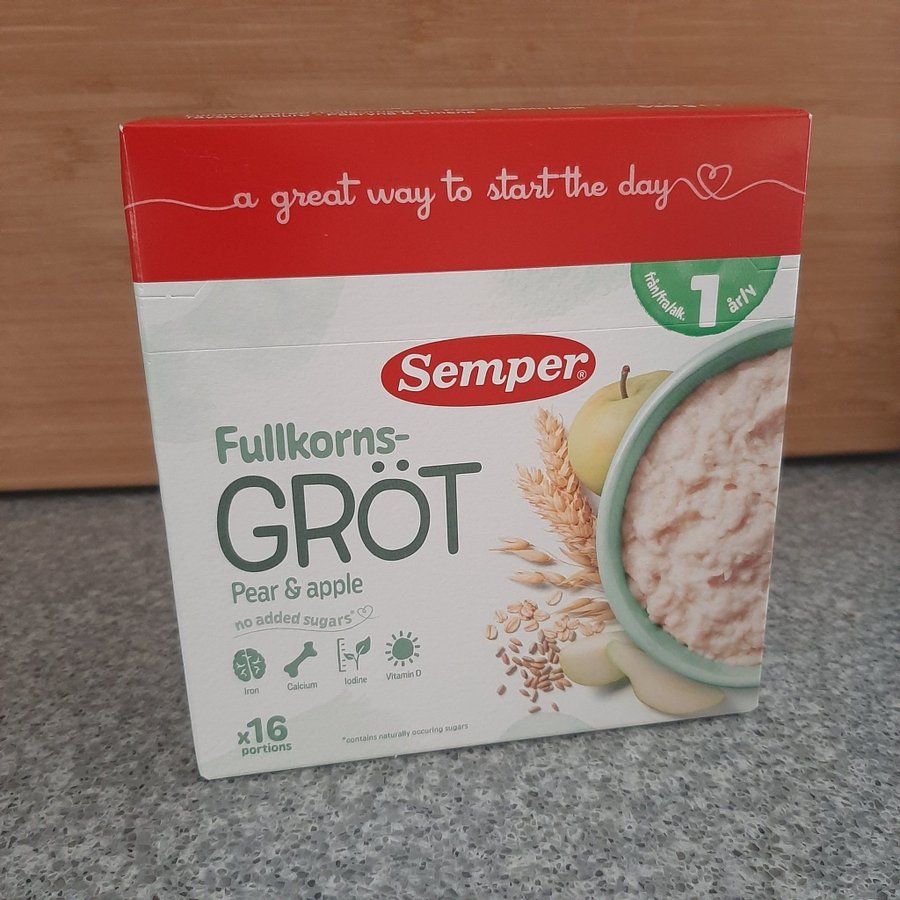 a great way to start the day
från/fra/alk.
1
år/v
Semper®
Fullkorns-
GRÖT
Pear & apple
no added sugars*
Iron
Calcium
Iodine
Vitamin D
x16
portions
*contains naturally occuring sugars